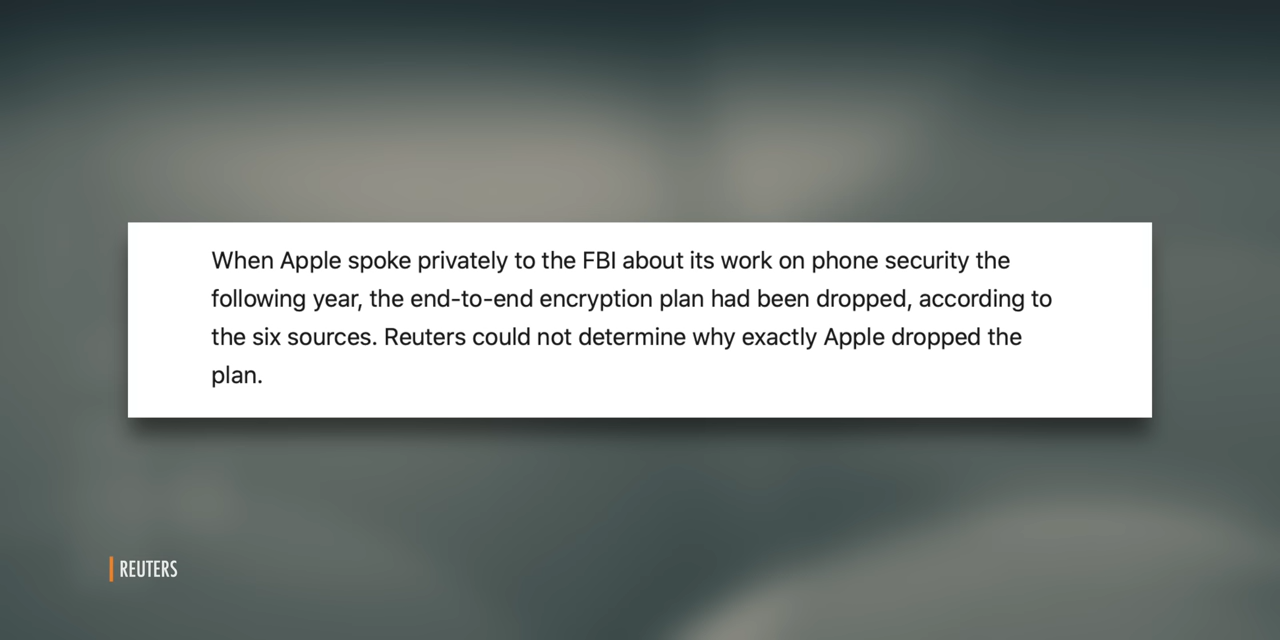 When Apple spoke privately to the FBI about its work on phone security the
following year, the end-to-end encryption plan had been dropped, according to
the six sources. Reuters could not determine why exactly Apple dropped the
plan.
REUTERS